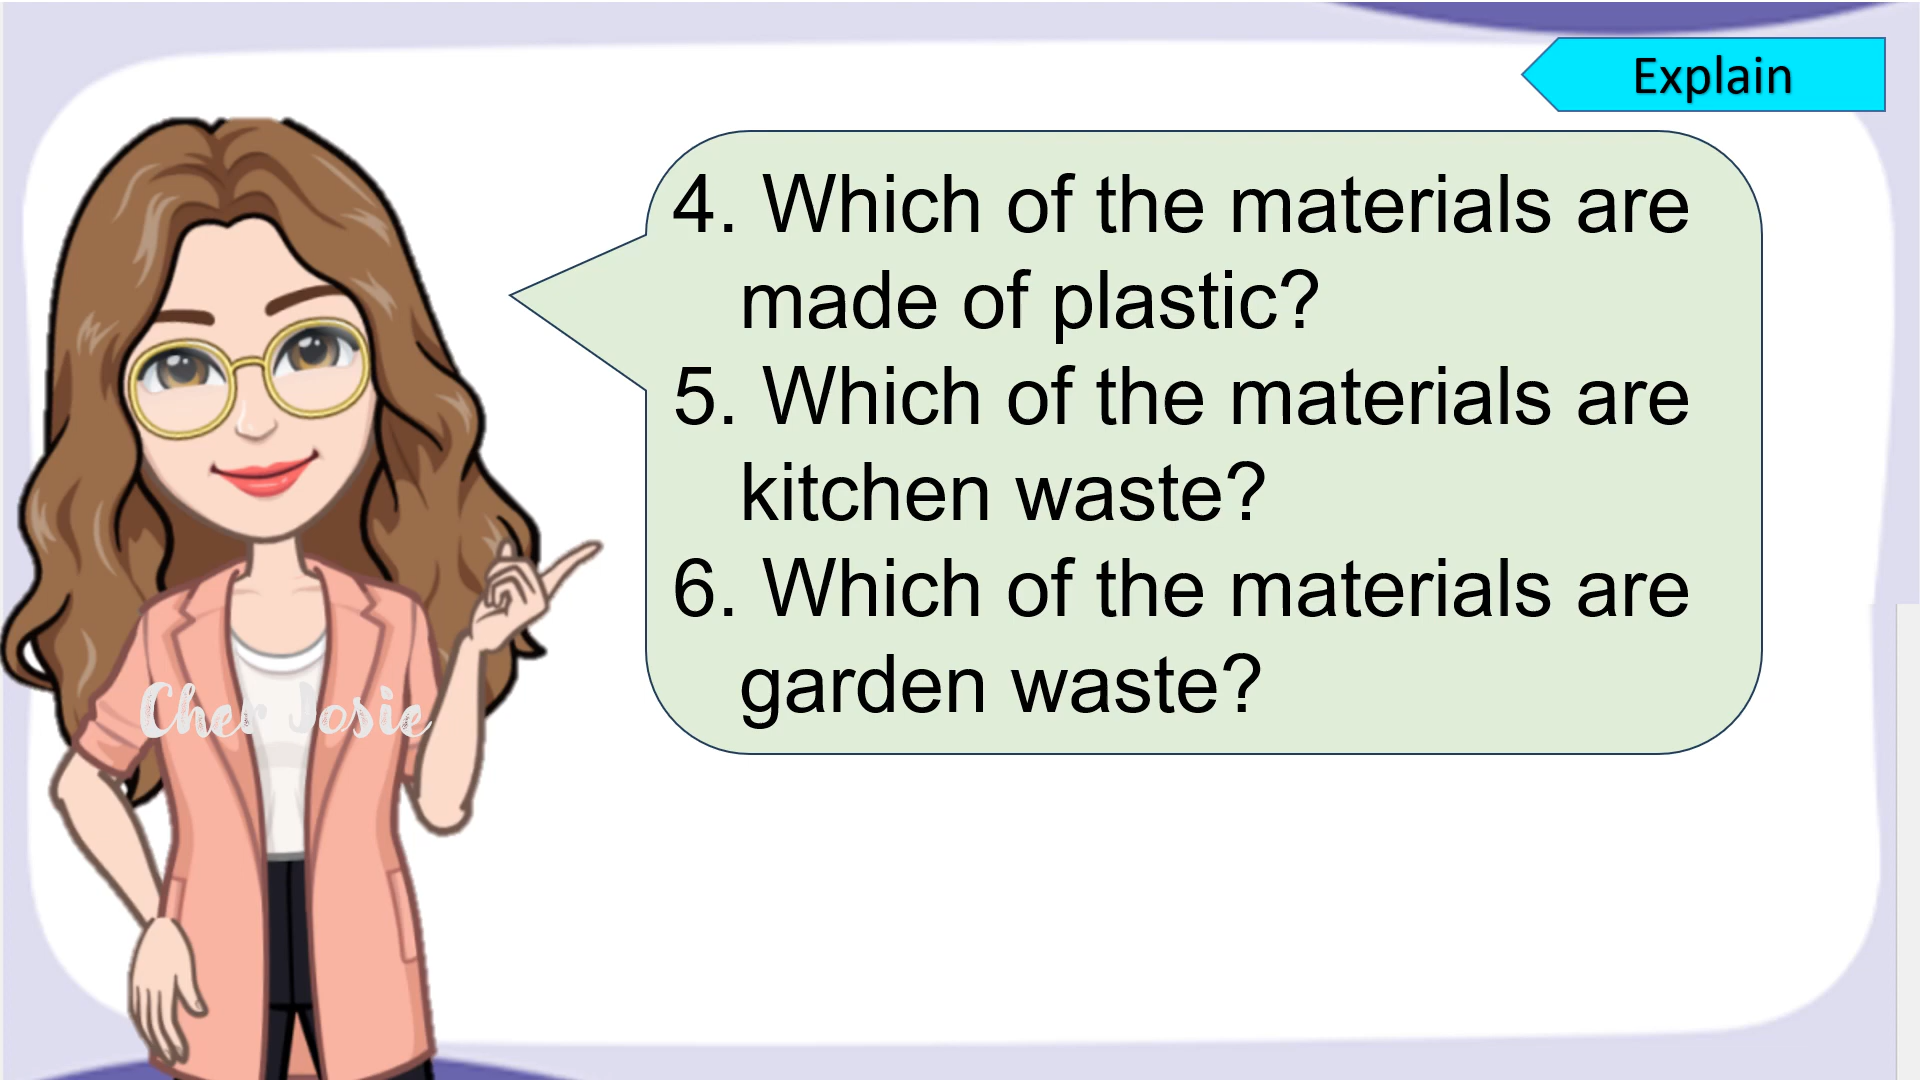 Explain
4. Which of the materials are
made of plastic?
5. Which of the materials are
kitchen waste?
6. Which of the materials are
garden waste?
Cher Josie